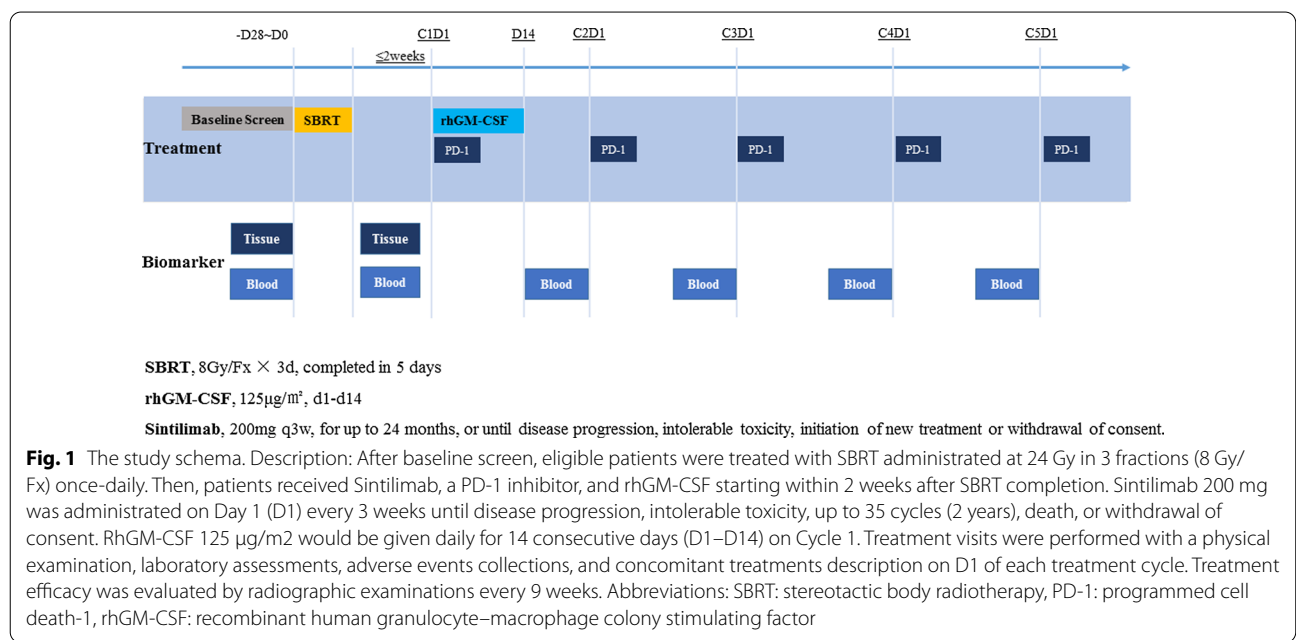 -D28~D0 C1D1 D14 C2D1 C3D1 C4D1 C5D1
≤2weeks
Baseline Screen SBRT rhGM-CSF
Treatment PD-1 PD-1 PD-1 PD-1 PD-1
Tissue Tissue
Biomarker
Blood Blood Blood Blood Blood Blood
SBRT, 8Gy/Fx × 3d, completed in 5 days
rhGM-CSF, 125μg/㎡, d1-d14
Sintilimab, 200mg q3w, for up to 24 months, or until disease progression, intolerable toxicity, initiation of new treatment or withdrawal of consent.
Fig. 1 The study schema. Description: After baseline screen, eligible patients were treated with SBRT administrated at 24 Gy in 3 fractions (8 Gy/
Fx) once-daily. Then, patients received Sintilimab, a PD-1 inhibitor, and rhGM-CSF starting within 2 weeks after SBRT completion. Sintilimab 200 mg
was administrated on Day 1 (D1) every 3 weeks until disease progression, intolerable toxicity, up to 35 cycles (2 years), death, or withdrawal of
consent. RhGM-CSF 125 μg/m2 would be given daily for 14 consecutive days (D1–D14) on Cycle 1. Treatment visits were performed with a physical
examination, laboratory assessments, adverse events collections, and concomitant treatments description on D1 of each treatment cycle. Treatment
efficacy was evaluated by radiographic examinations every 9 weeks. Abbreviations: SBRT: stereotactic body radiotherapy, PD-1: programmed cell
death-1, rhGM-CSF: recombinant human granulocyte–macrophage colony stimulating factor